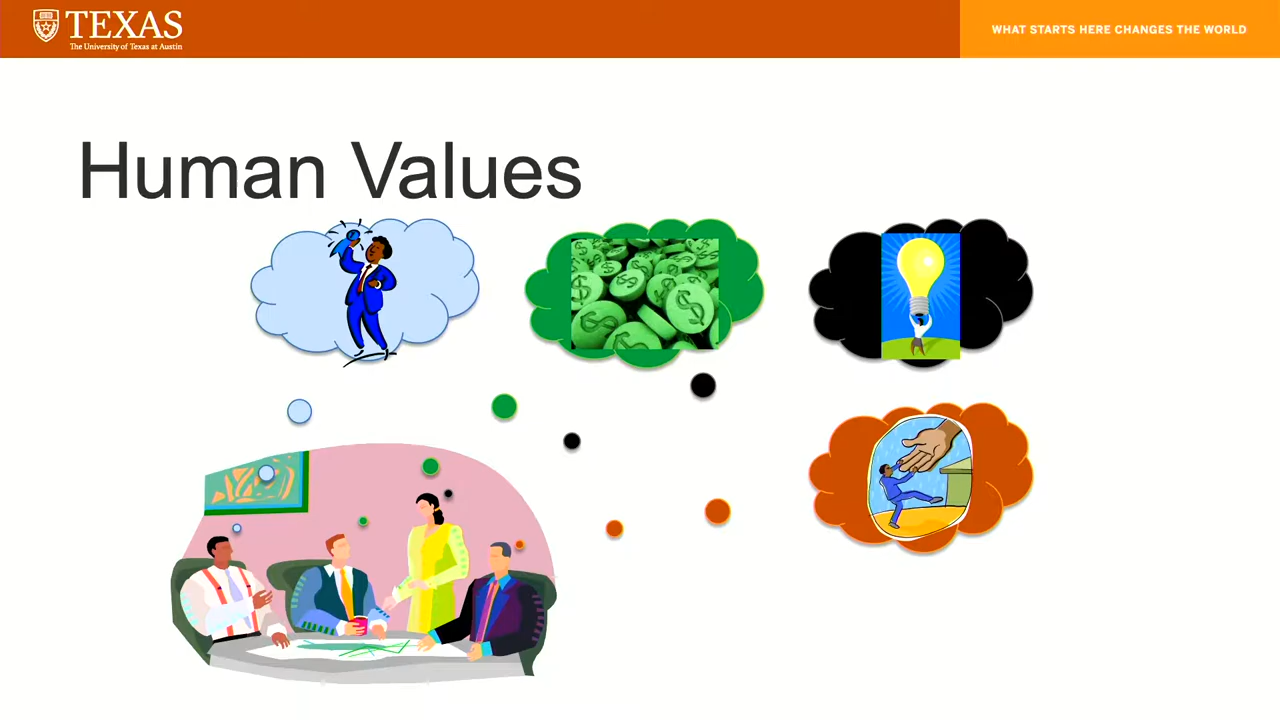 TEXAS
The University of Texas at Austin
WHAT STARTS HERE CHANGES THE WORLD
Human Values